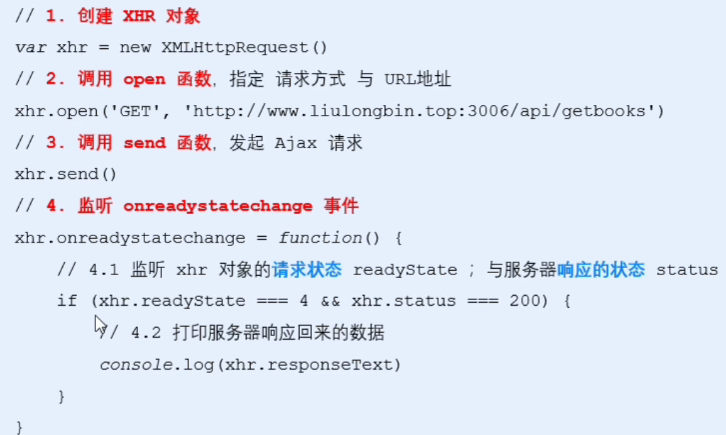 // 1. 创建 XHR 对象
var xhr = new XMLHttpRequest()
// 2. 调用 open 函数，指定 请求方式 与 URL地址
xhr.open('GET', 'http://www.liulongbin.top:3006/api/getbooks')
// 3. 调用 send 函数，发起 Ajax 请求
xhr.send()
// 4. 监听 onreadystatechange 事件
xhr.onreadystatechange = function() {
    // 4.1 监听 xhr 对象的请求状态 readyState ；与服务器响应的状态 status
    if (xhr.readyState === 4 && xhr.status === 200) {
        // 4.2 打印服务器响应回来的数据
        console.log(xhr.responseText)
    }
}